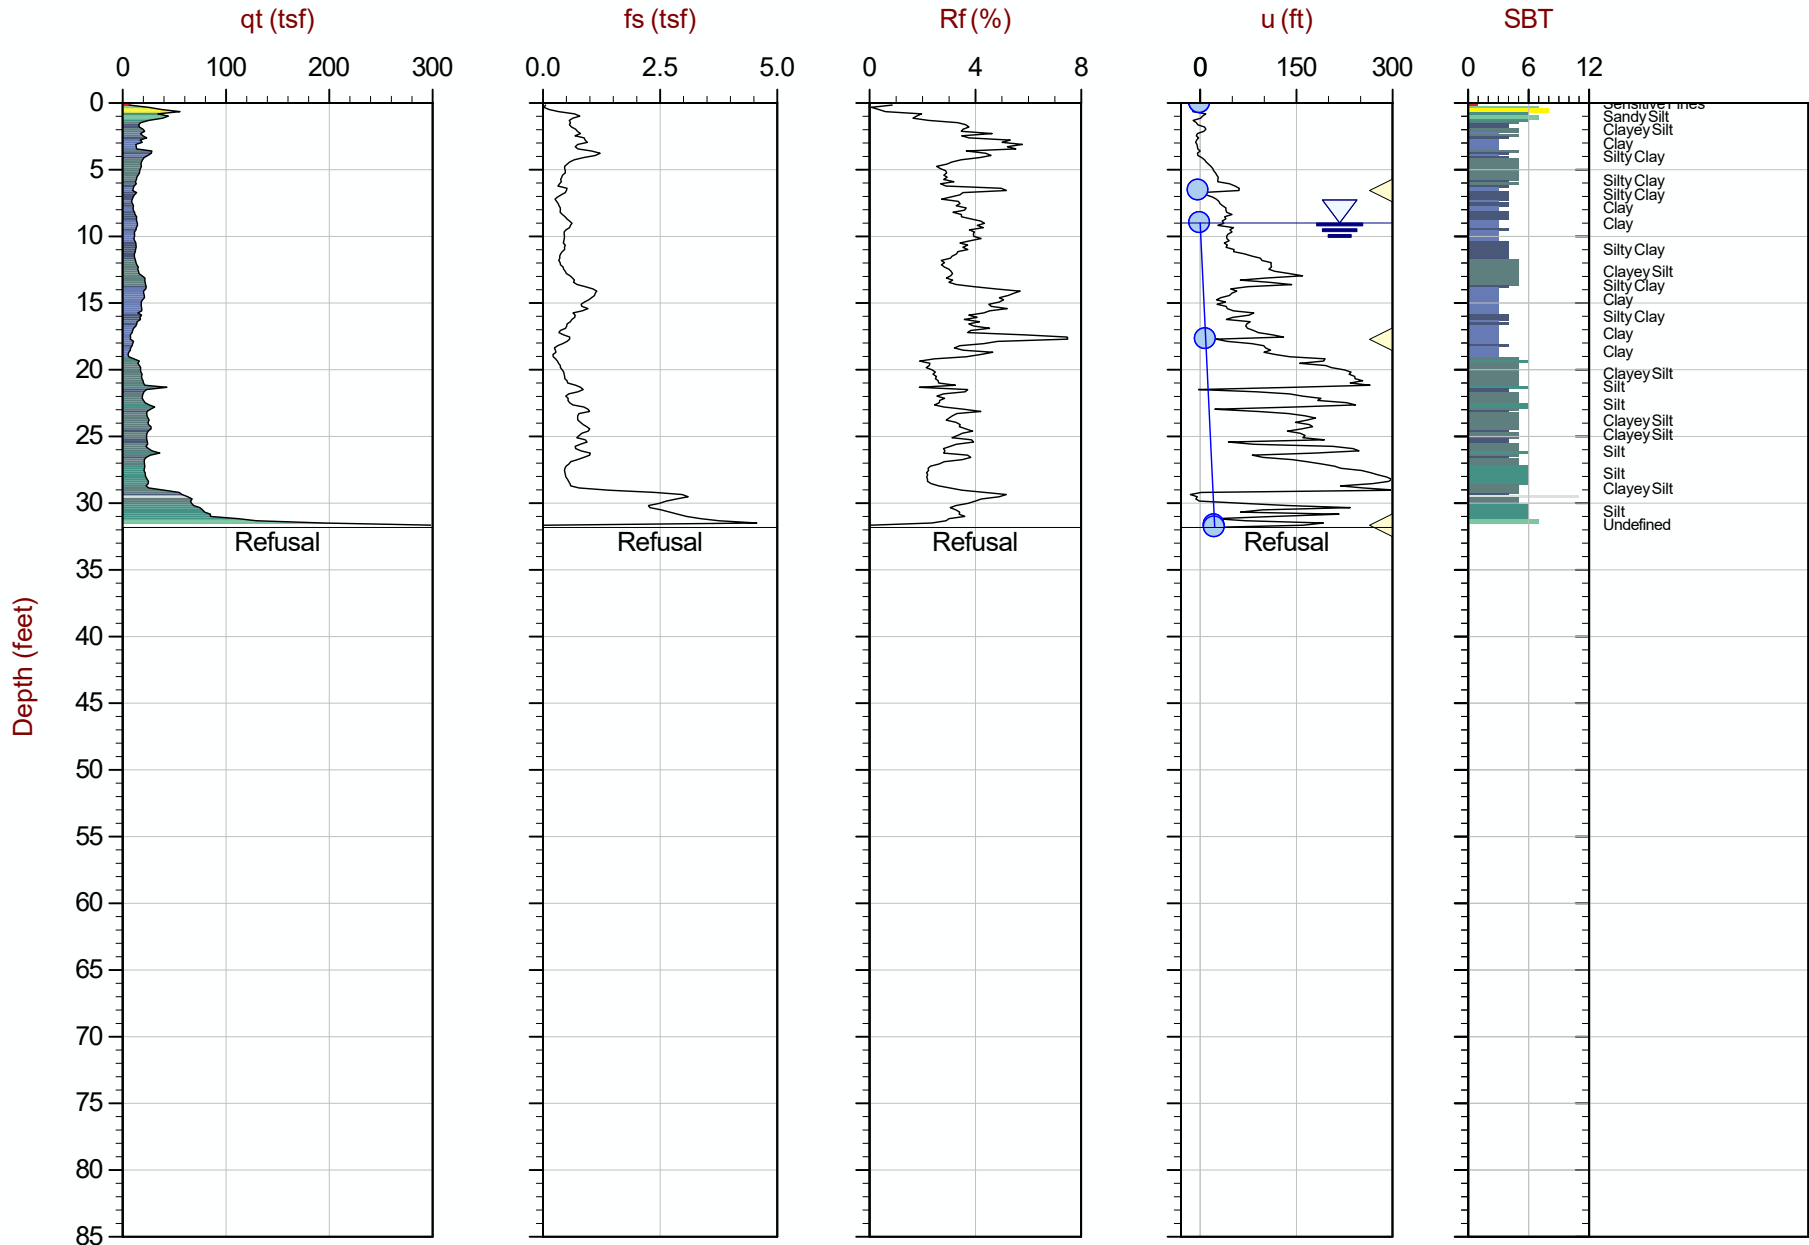 qt (tsf) fs (tsf) Rf (%) u (ft) SBT
0 100 200 300 0.0 2.5 5.0 0 4 8 0 150 300 0 6 12
0
Sensitive Fines
Sandy Silt
Clayey Silt
Clay
Silty Clay
5
Silty Clay
Silty Clay
Clay
Clay
10
Silty Clay
Clayey Silt
Silty Clay
15
Clay
Silty Clay
Clay
Clay
20
Clayey Silt
Silt
Silt
Clayey Silt
25
Clayey Silt
Silt
Silt
Clayey Silt
30
Silt
Undefined
Refusal Refusal Refusal Refusal
35
40
Depth (feet)
45
50
55
60
65
70
75
80
85